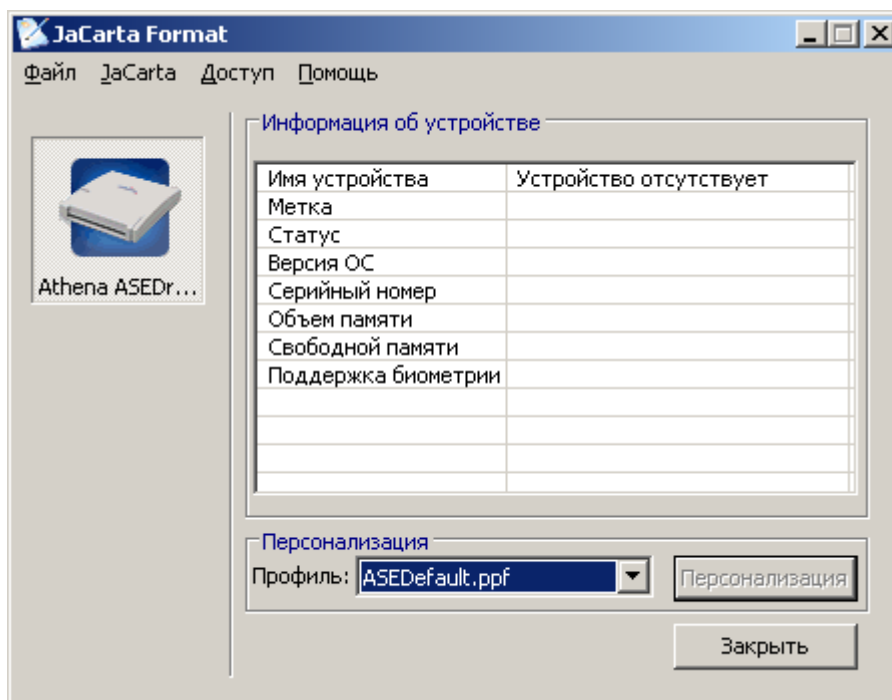 JaCarta Format
Файл JaCarta Доступ Помощь
Athena ASEDr...
Информация об устройстве
Имя устройства Устройство отсутствует
Метка
Статус
Версия ОС
Серийный номер
Объем памяти
Свободной памяти
Поддержка биометрии
Персонализация
Профиль: ASEDefault.ppf Персонализация
Закрыть